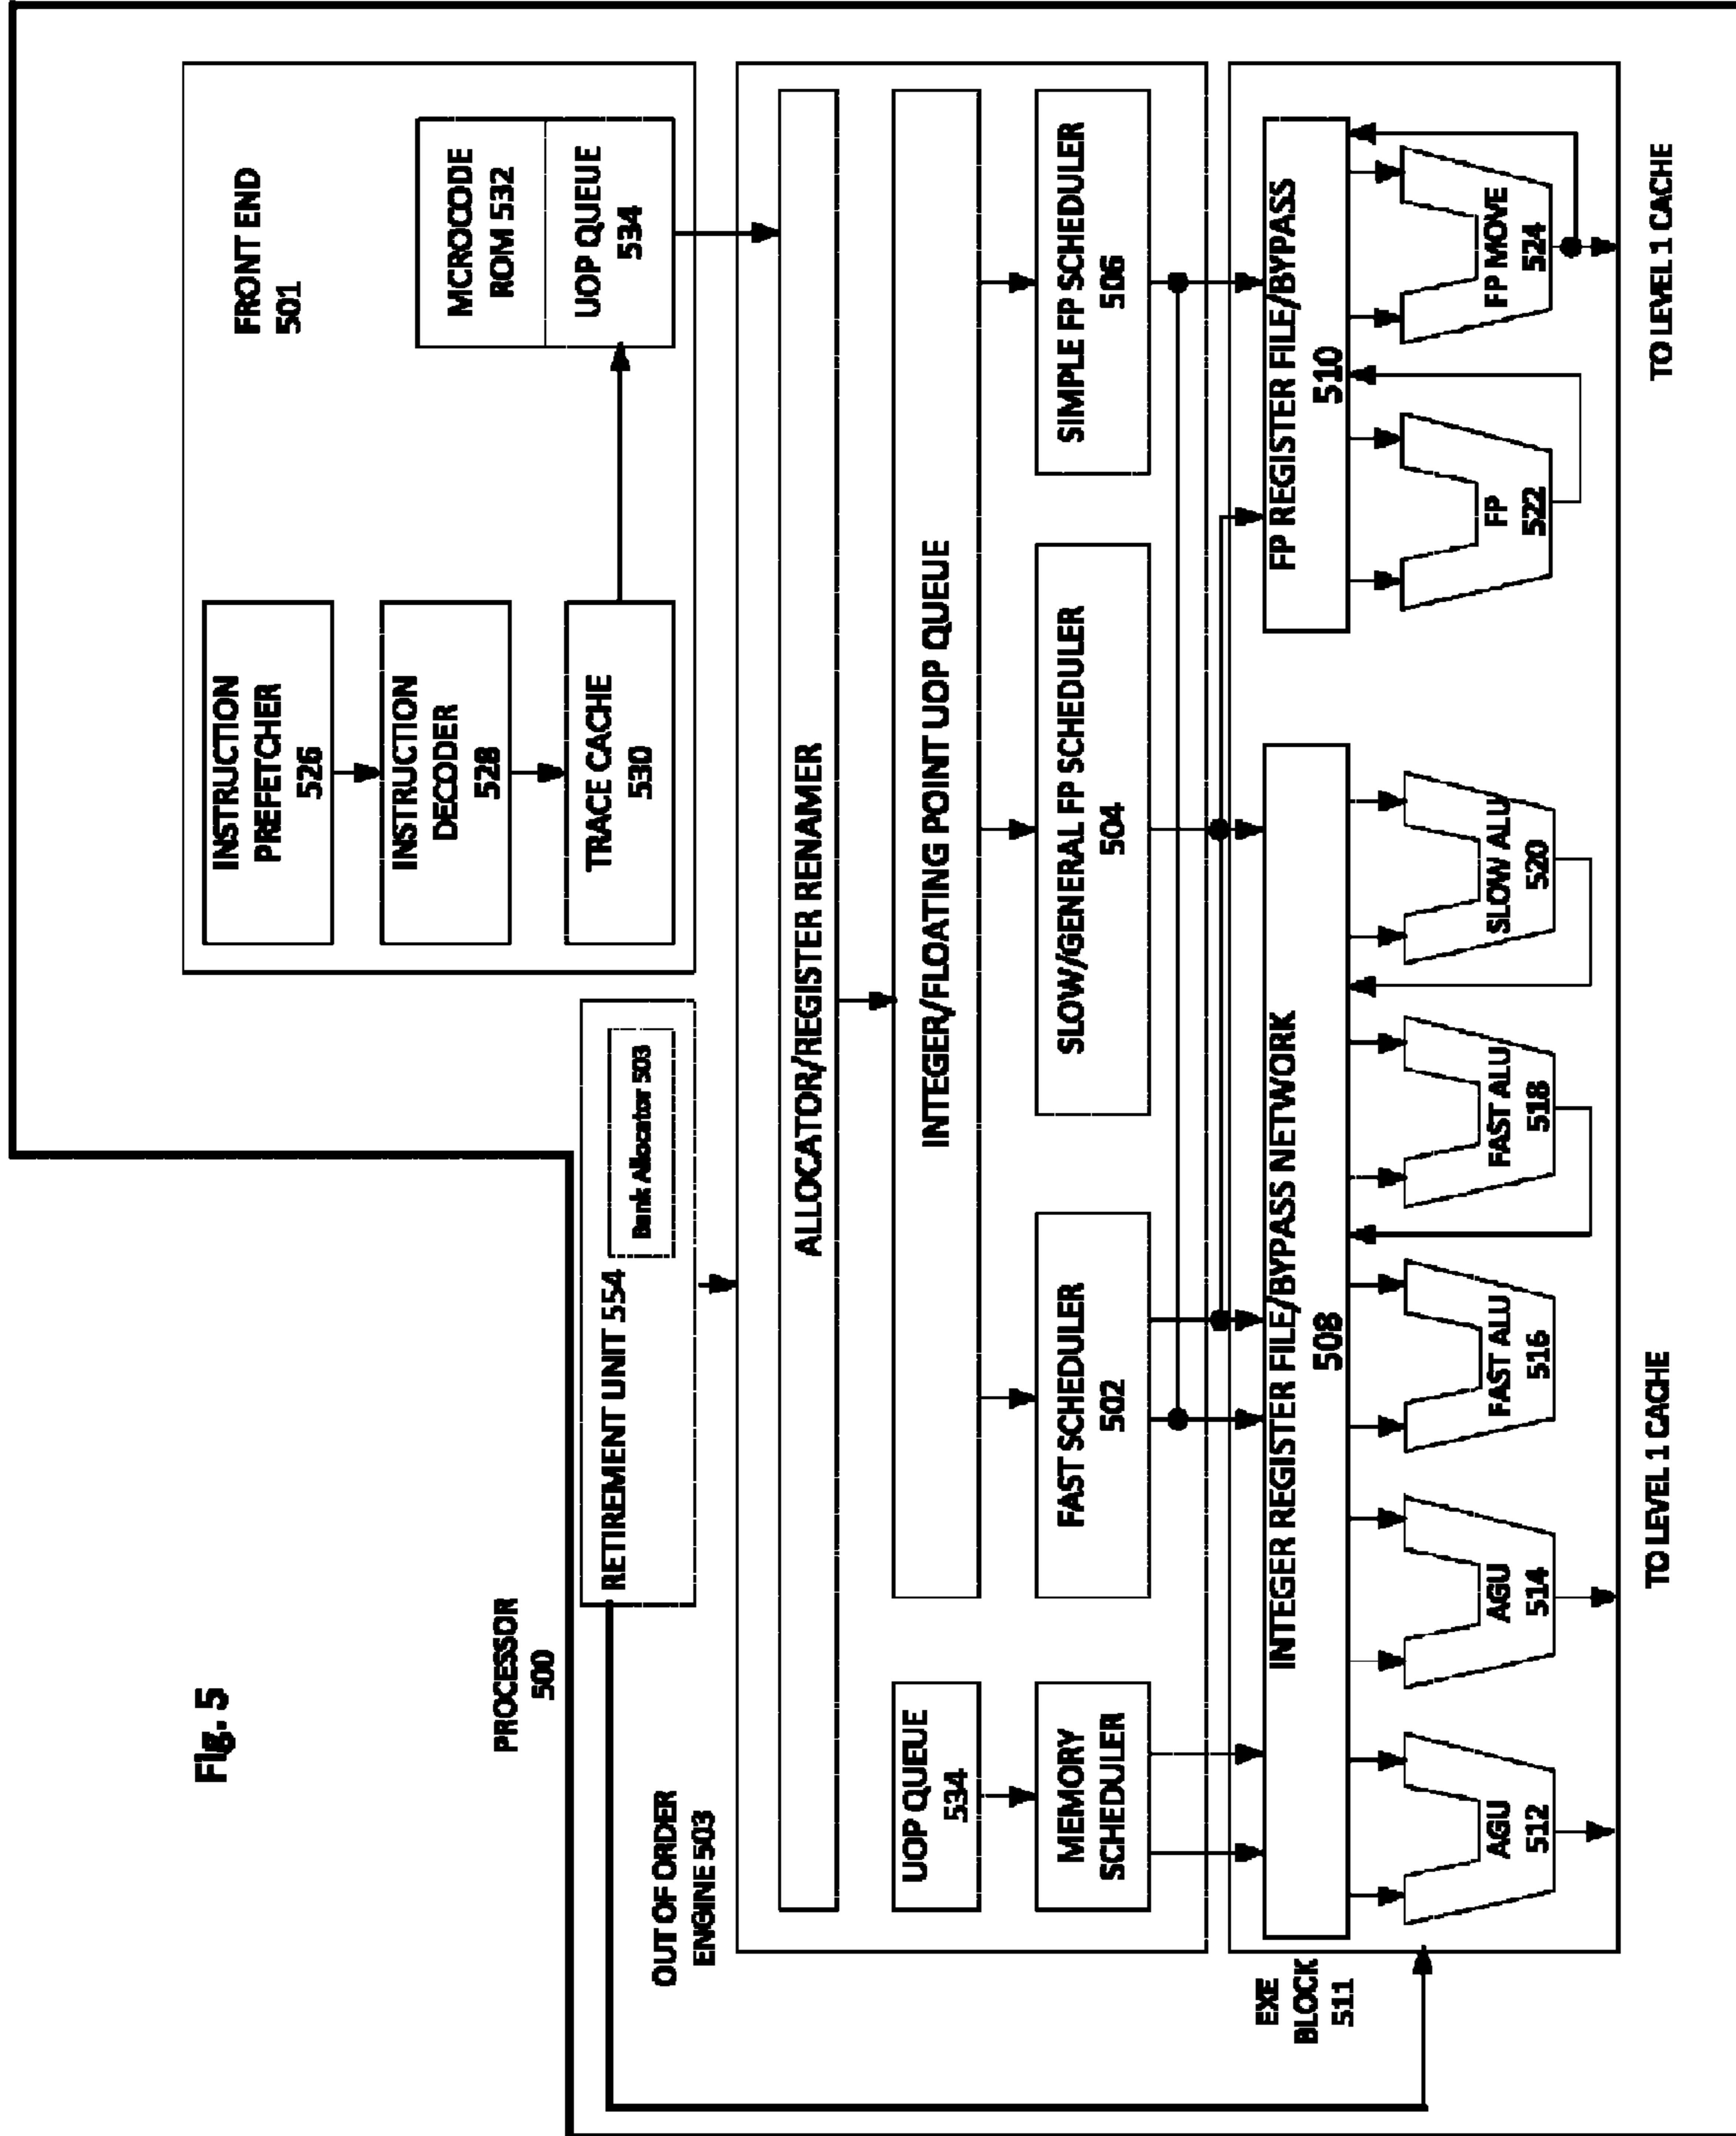 Fig. 5
PROCESSOR
500
FRONT END
501
INSTRUCTION
PREFETCHER
526
INSTRUCTION
DECODER
528
TRACE CACHE
530
MCROCODE
ROM 532
UOP QUEUE
534
RETIREMENT UNIT 554
Bank Allocator 503
OUT OF ORDER
ENGINE 503
ALLOCATOR/REGISTER RENAMER
UOP QUEUE
534
INTEGER/FLOATING POINT UOP QUEUE
MEMORY
SCHEDULER
FAST SCHEDULER
502
SLOW/GENERAL FP SCHEDULER
504
SIMPLE FP SCHEDULER
506
EXE
BLOCK
511
INTEGER REGISTER FILE/BYPASS NETWORK
508
FP REGISTER FILE/BYPASS
510
AGU
512
AGU
514
FAST ALU
516
FAST ALU
518
SLOW ALU
520
FP
522
FP MOVE
524
TO LEVEL 1 CACHE
TO LEVEL 1 CACHE